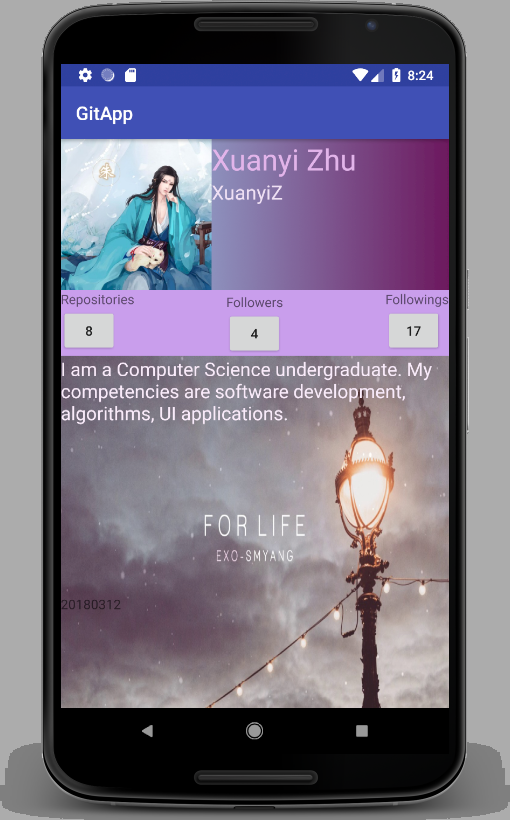 8:24
GitApp
Xuanyi Zhu
XuanyiZ
Repositories
Followers
Followings
8
4
17
I am a Computer Science undergraduate. My
competencies are software development,
algorithms, UI applications.
FOR LIFE
EXO-SMYANG
20180312